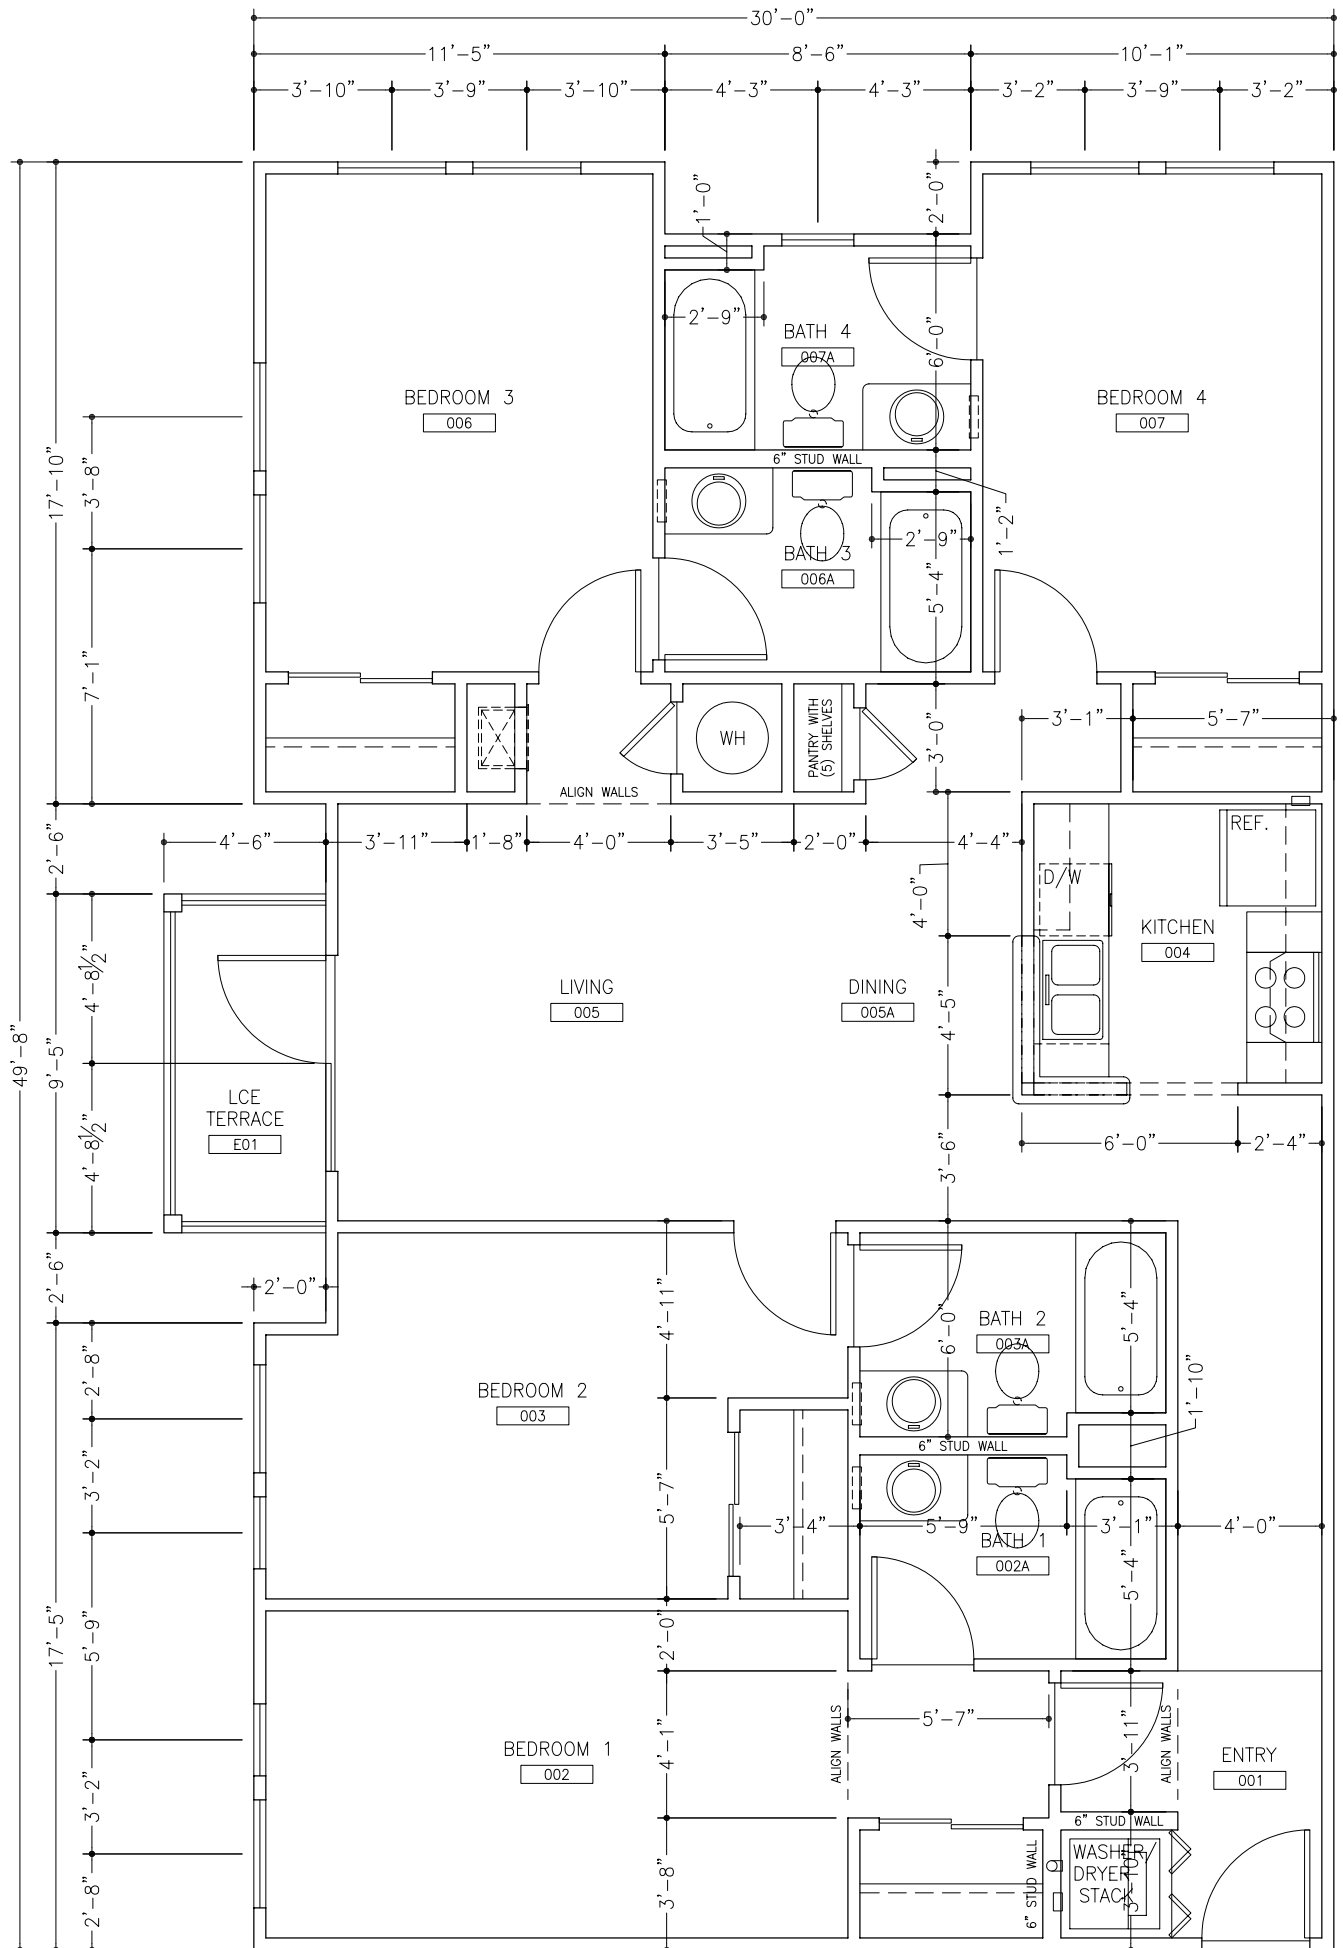 30'-0"
11'-5" 8'-6" 10'-1"
3'-10" 3'-9" 3'-10" 4'-3" 4'-3" 3'-2" 3'-9" 3'-2"
1'-0" 2'-0"
2'-9"
BATH 4
007A
6'-0"
BEDROOM 3
006
BEDROOM 4
007
17'-10"
3'-8"
6" STUD WALL
1'-2"
2'-9"
BATH 3
006A
5'-4"
7'-1"
3'-1" 5'-7"
WH
PANTRY WITH
(5) SHELVES
3'-0"
ALIGN WALLS
REF.
4'-6" 3'-11" 1'-8" 4'-0" 3'-5" 2'-0" 4'-4"
2'-6"
D/W
4'-0"
KITCHEN
004
4'-8½"
LIVING
005
DINING
005A
4'-5"
49'-8"
9'-5"
LCE
TERRACE
E01
4'-8½"
6'-0" 2'-4"
3'-6"
2'-6"
2'-0"
4'-11"
BATH 2
003A
6'-0"
5'-4"
2'-8"
BEDROOM 2
003
1'-10"
6" STUD WALL
3'-2"
5'-7"
3'-4" 5'-9" 3'-1" 4'-0"
BATH 1
002A
5'-4"
17'-5"
5'-9"
2'-0"
5'-7"
4'-1"
ALIGN WALLS
3'-11"
ALIGN WALLS
BEDROOM 1
002
ENTRY
001
3'-2"
6" STUD WALL
WASHER
DRYER
STACK
3'-10"
6" STUD WALL
3'-8"
2'-8"